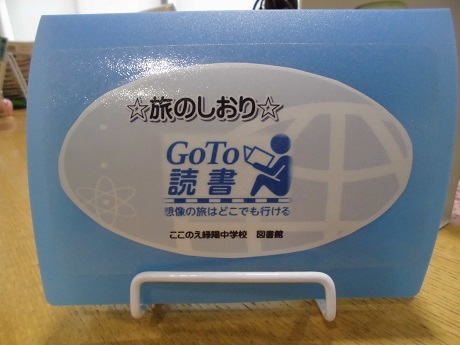 ☆旅のしおり☆
GoTo
読書
想像の旅はどこでも行ける
ここのえ緑陽中学校 図書館